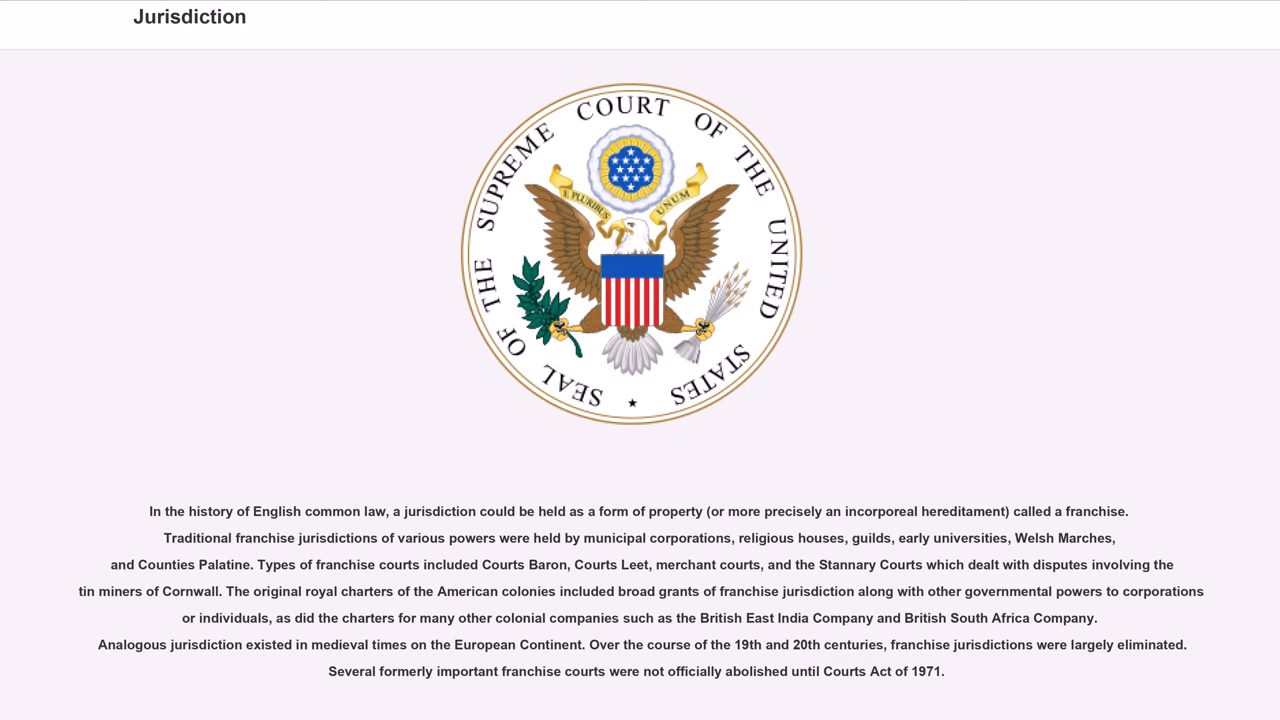 Jurisdiction
SEAL OF THE SUPREME COURT OF THE UNITED STATES
E PLURIBUS UNUM
In the history of English common law, a jurisdiction could be held as a form of property (or more precisely an incorporeal hereditament) called a franchise.
Traditional franchise jurisdictions of various powers were held by municipal corporations, religious houses, guilds, early universities, Welsh Marches,
and Counties Palatine. Types of franchise courts included Courts Baron, Courts Leet, merchant courts, and the Stannary Courts which dealt with disputes involving the
tin miners of Cornwall. The original royal charters of the American colonies included broad grants of franchise jurisdiction along with other governmental powers to corporations
or individuals, as did the charters for many other colonial companies such as the British East India Company and British South Africa Company.
Analogous jurisdiction existed in medieval times on the European Continent. Over the course of the 19th and 20th centuries, franchise jurisdictions were largely eliminated.
Several formerly important franchise courts were not officially abolished until Courts Act of 1971.